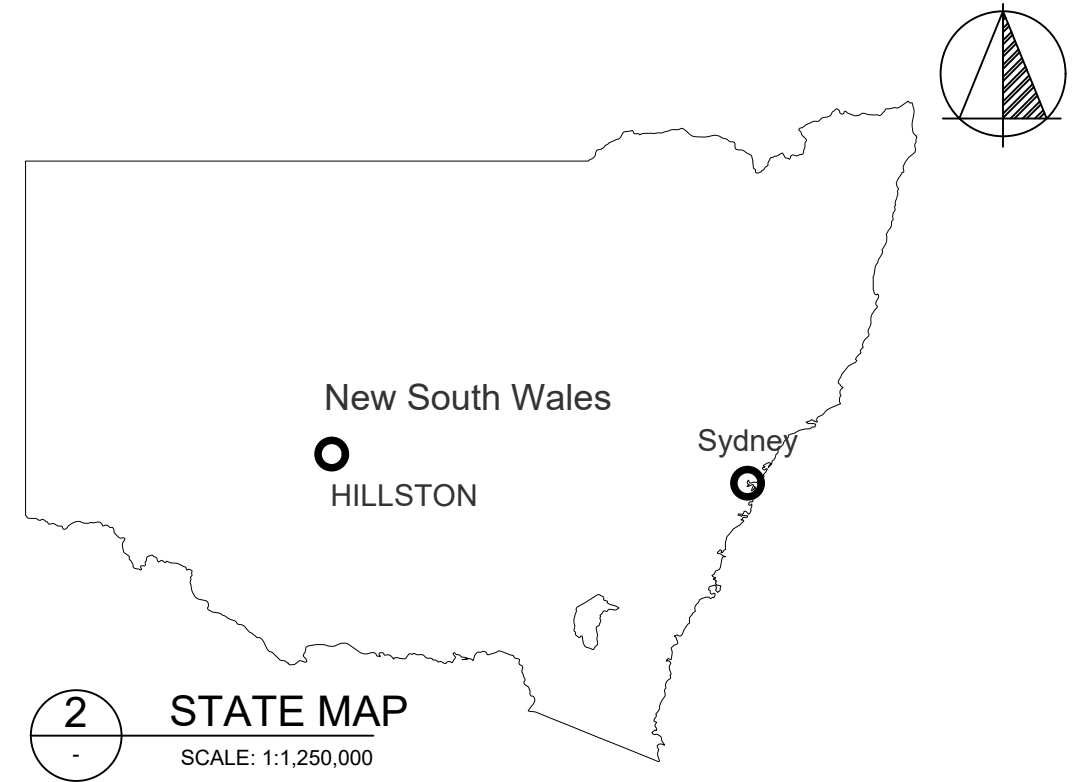 New South Wales
Sydney
HILLSTON
2
STATE MAP
-
SCALE: 1:1,250,000